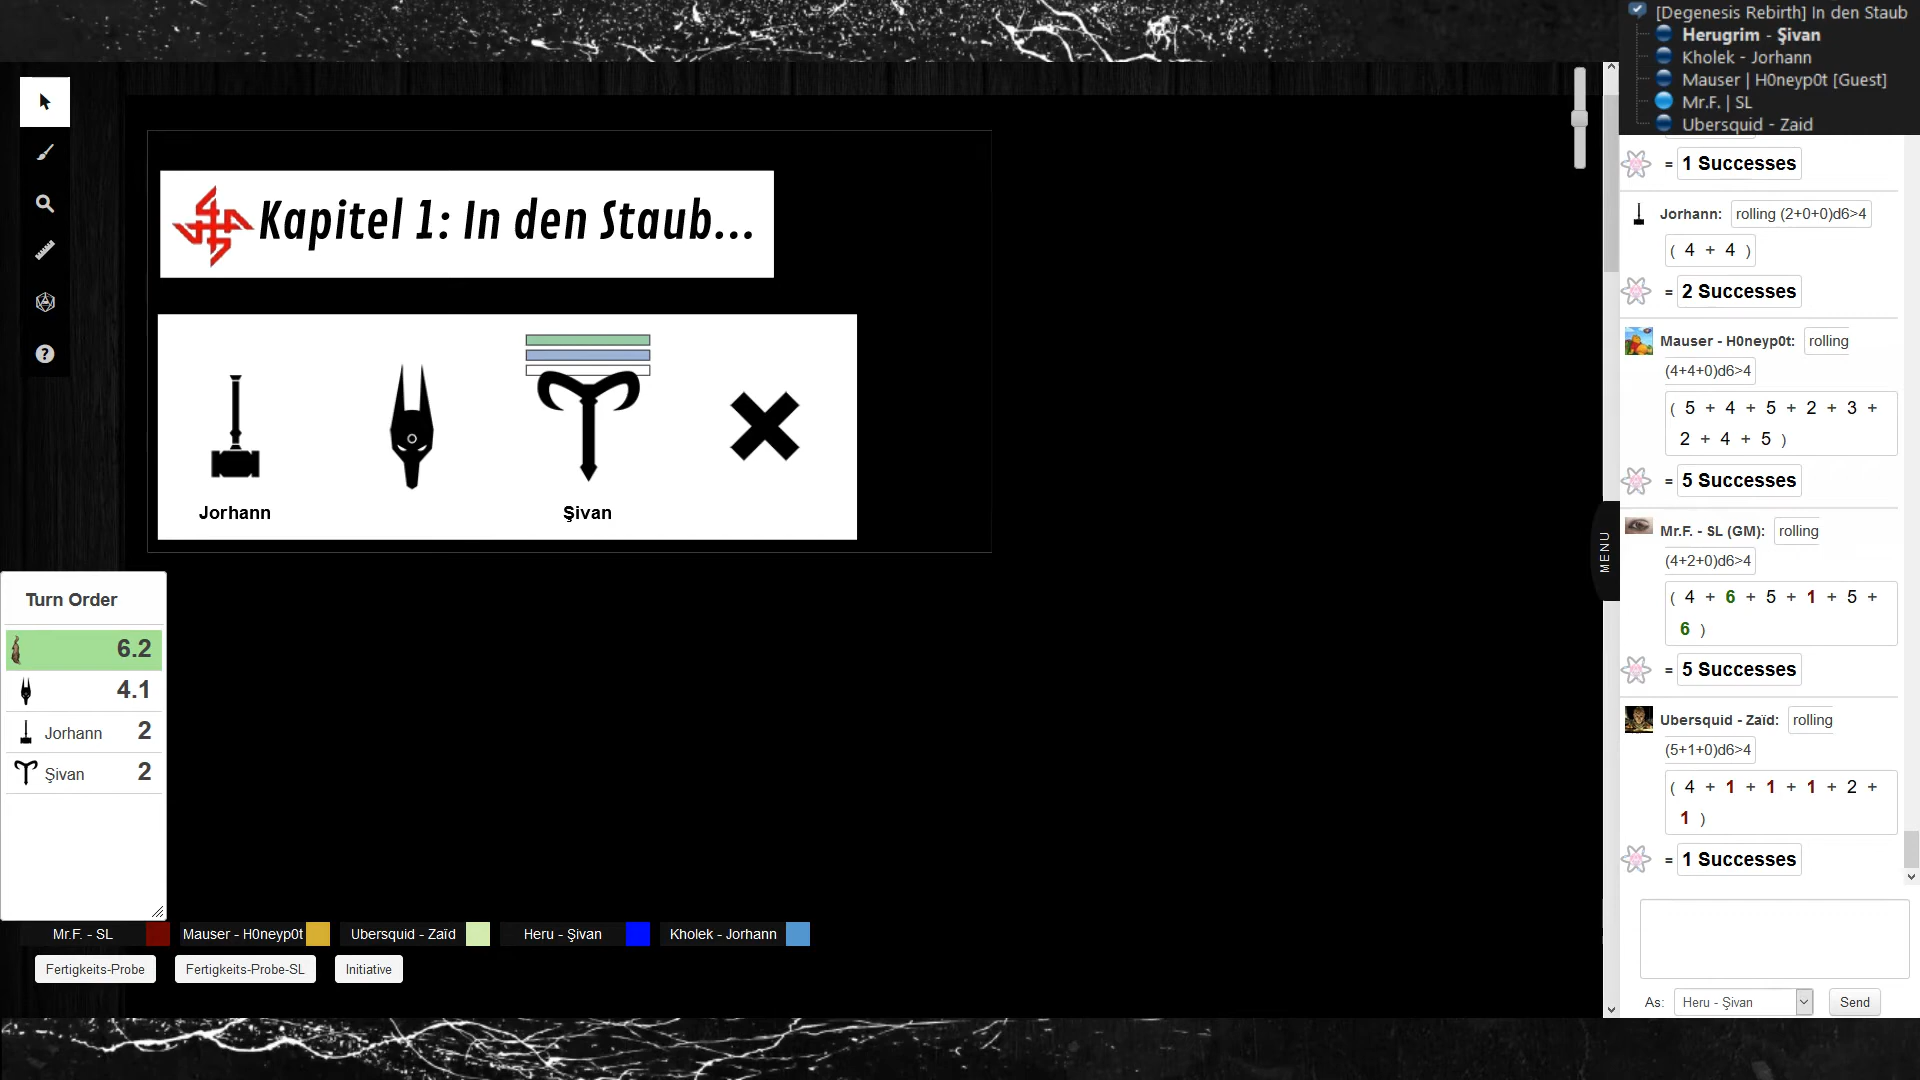 [Degenesis Rebirth] In den Staub
Herugrim - Şivan
Kholek - Jorhann
Mauser | H0neyp0t [Guest]
Mr.F. | SL
Ubersquid - Zaid
Kapitel 1: In den Staub...
Jorhann
Şivan
Turn Order
6.2
4.1
Jorhann 2
Şivan 2
Mr.F. - SL
Mauser - H0neyp0t
Ubersquid - Zaïd
Heru - Şivan
Kholek - Jorhann
Fertigkeits-Probe
Fertigkeits-Probe-SL
Initiative
MENU
= 1 Successes
Jorhann: rolling (2+0+0)d6>4
( 4 + 4 )
= 2 Successes
Mauser - H0neyp0t: rolling
(4+4+0)d6>4
( 5 + 4 + 5 + 2 + 3 +
2 + 4 + 5 )
= 5 Successes
Mr.F. - SL (GM): rolling
(4+2+0)d6>4
( 4 + 6 + 5 + 1 + 5 +
6 )
= 5 Successes
Ubersquid - Zaïd: rolling
(5+1+0)d6>4
( 4 + 1 + 1 + 1 + 2 +
1 )
= 1 Successes
As: Heru - Şivan
Send